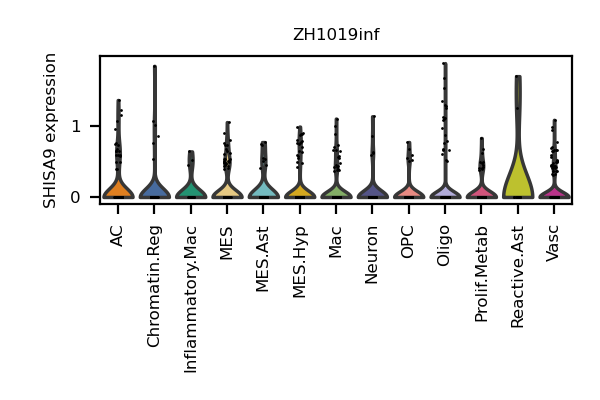 ZH1019inf
SHISA9 expression
1
0
AC
Chromatin.Reg
Inflammatory.Mac
MES
MES.Ast
MES.Hyp
Mac
Neuron
OPC
Oligo
Prolif.Metab
Reactive.Ast
Vasc